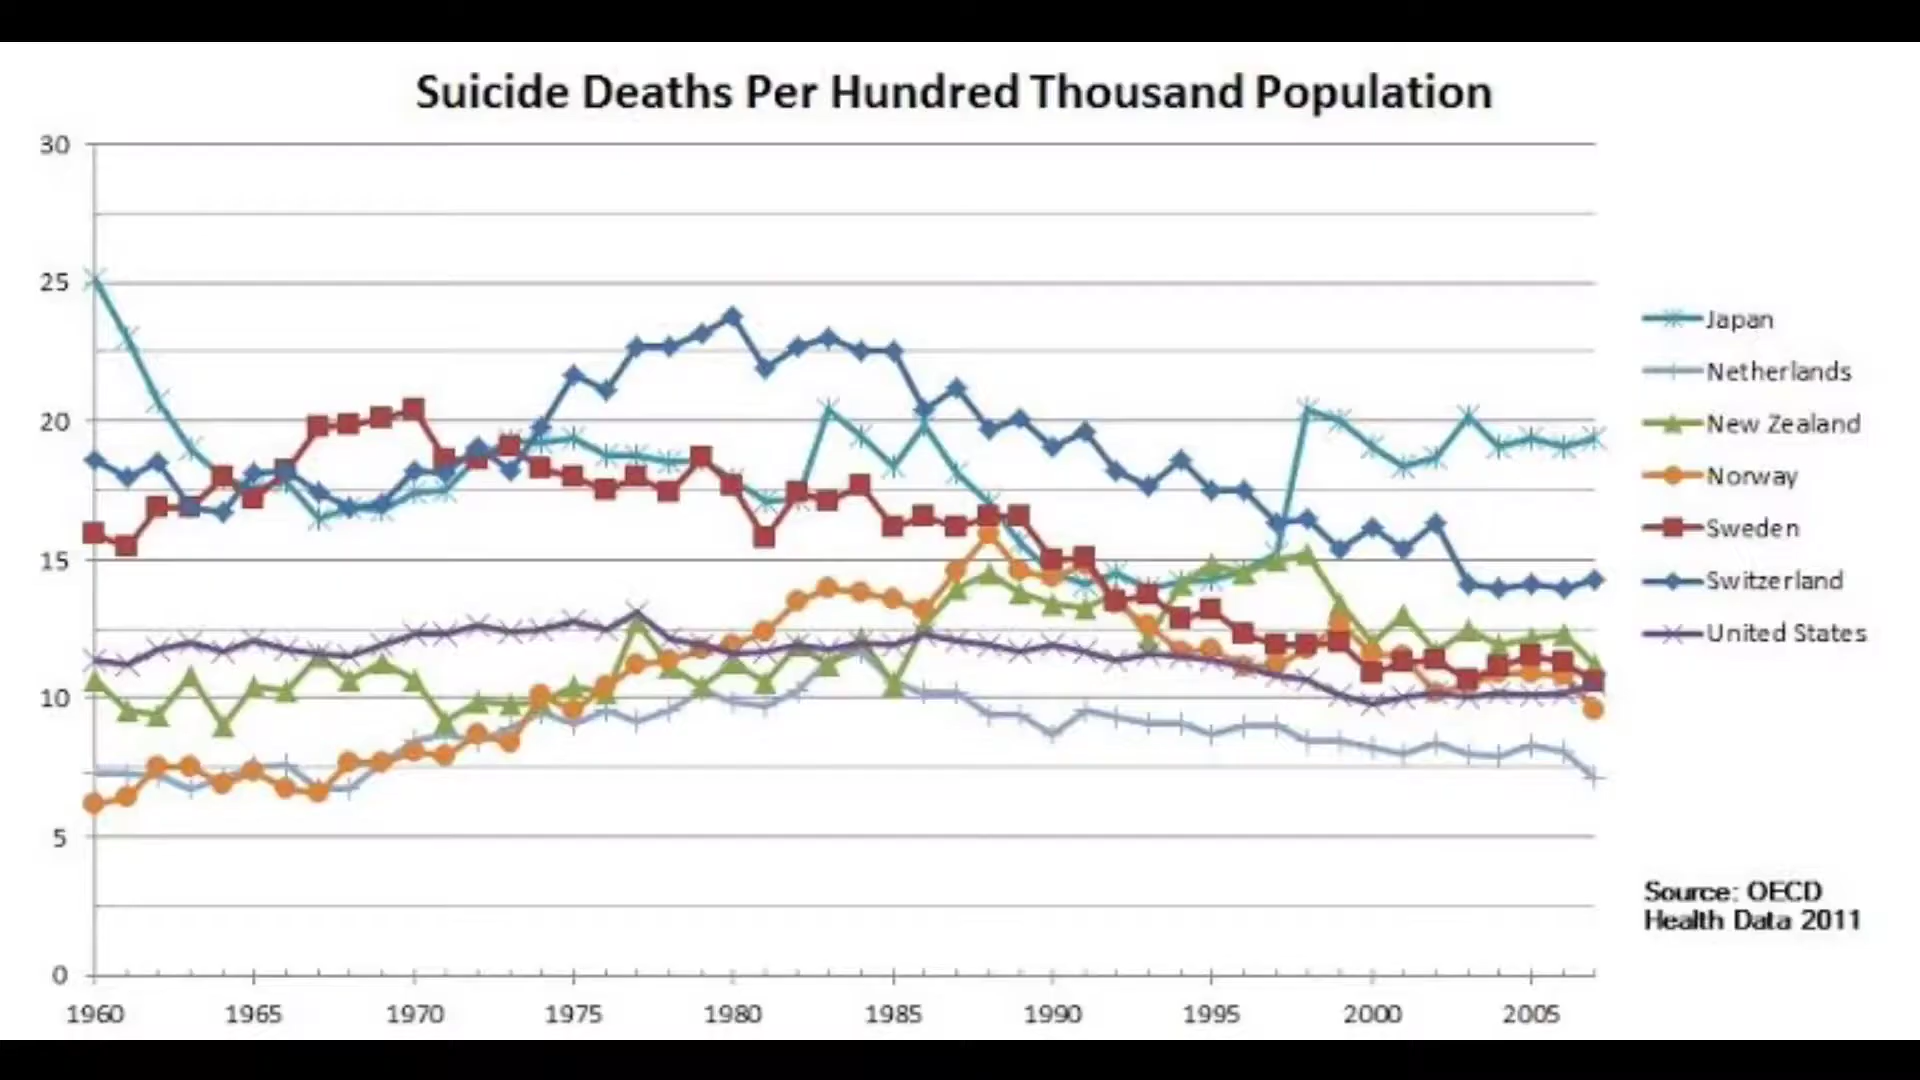 Suicide Deaths Per Hundred Thousand Population
30
25
20
15
10
5
0
1960 1965 1970 1975 1980 1985 1990 1995 2000 2005
Japan
Netherlands
New Zealand
Norway
Sweden
Switzerland
United States
Source: OECD
Health Data 2011